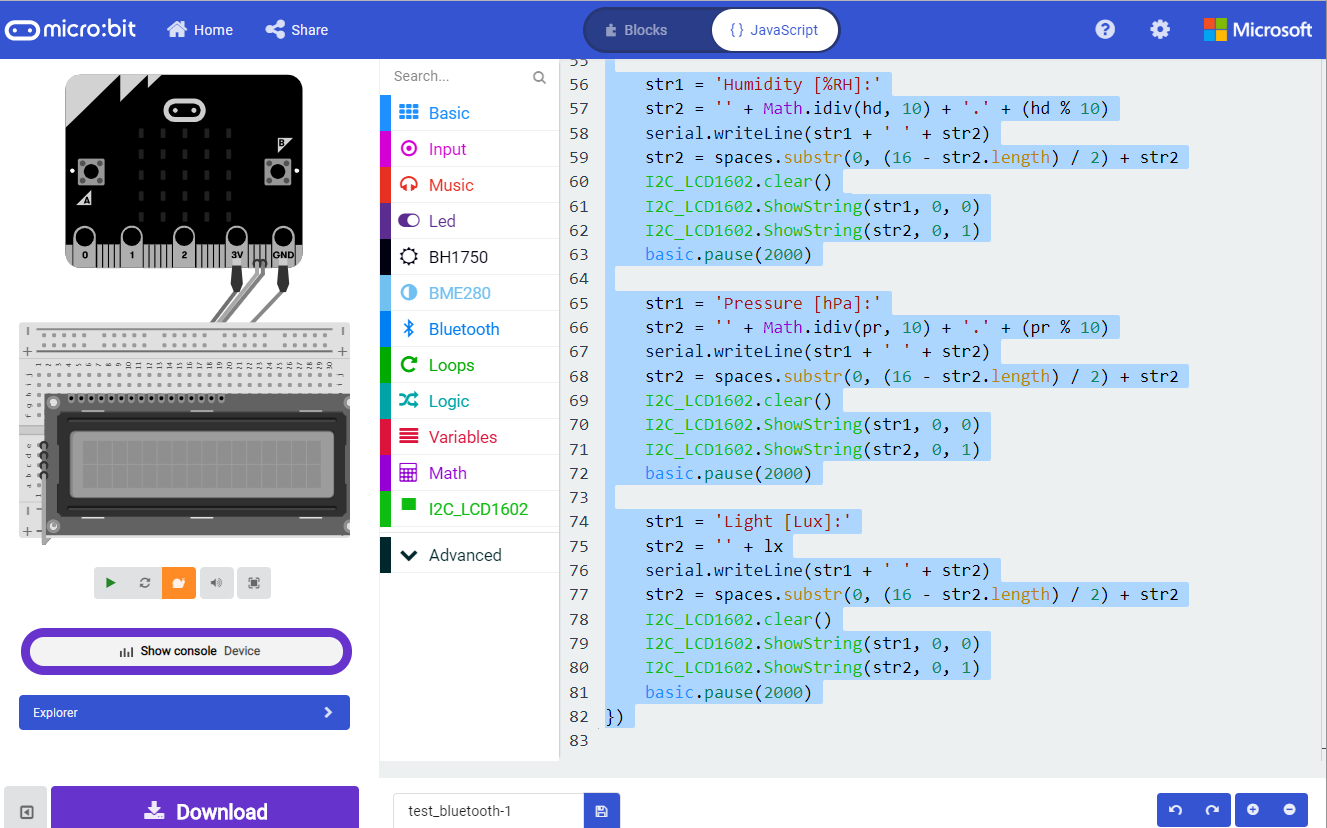 micro:bit Home Share Blocks {} JavaScript ? Microsoft
B
A
0 1 2 3V GND
Search...
Basic
Input
Music
Led
BH1750
BME280
Bluetooth
Loops
Logic
Variables
Math
I2C_LCD1602
Advanced
55
56 str1 = 'Humidity [%RH]:'
57 str2 = '' + Math.idiv(hd, 10) + '.' + (hd % 10)
58 serial.writeLine(str1 + ' ' + str2)
59 str2 = spaces.substr(0, (16 - str2.length) / 2) + str2
60 I2C_LCD1602.clear()
61 I2C_LCD1602.ShowString(str1, 0, 0)
62 I2C_LCD1602.ShowString(str2, 0, 1)
63 basic.pause(2000)
64
65 str1 = 'Pressure [hPa]:'
66 str2 = '' + Math.idiv(pr, 10) + '.' + (pr % 10)
67 serial.writeLine(str1 + ' ' + str2)
68 str2 = spaces.substr(0, (16 - str2.length) / 2) + str2
69 I2C_LCD1602.clear()
70 I2C_LCD1602.ShowString(str1, 0, 0)
71 I2C_LCD1602.ShowString(str2, 0, 1)
72 basic.pause(2000)
73
74 str1 = 'Light [Lux]:'
75 str2 = '' + lx
76 serial.writeLine(str1 + ' ' + str2)
77 str2 = spaces.substr(0, (16 - str2.length) / 2) + str2
78 I2C_LCD1602.clear()
79 I2C_LCD1602.ShowString(str1, 0, 0)
80 I2C_LCD1602.ShowString(str2, 0, 1)
81 basic.pause(2000)
82 })
83
Show console Device
Explorer
Download
test_bluetooth-1